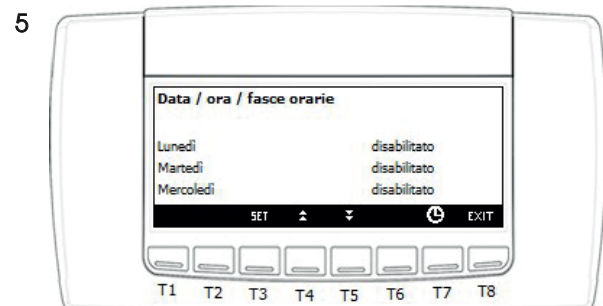 5
Data / ora / fasce orarie
Lunedì disabilitato
Martedì disabilitato
Mercoledì disabilitato
SET EXIT
T1 T2 T3 T4 T5 T6 T7 T8